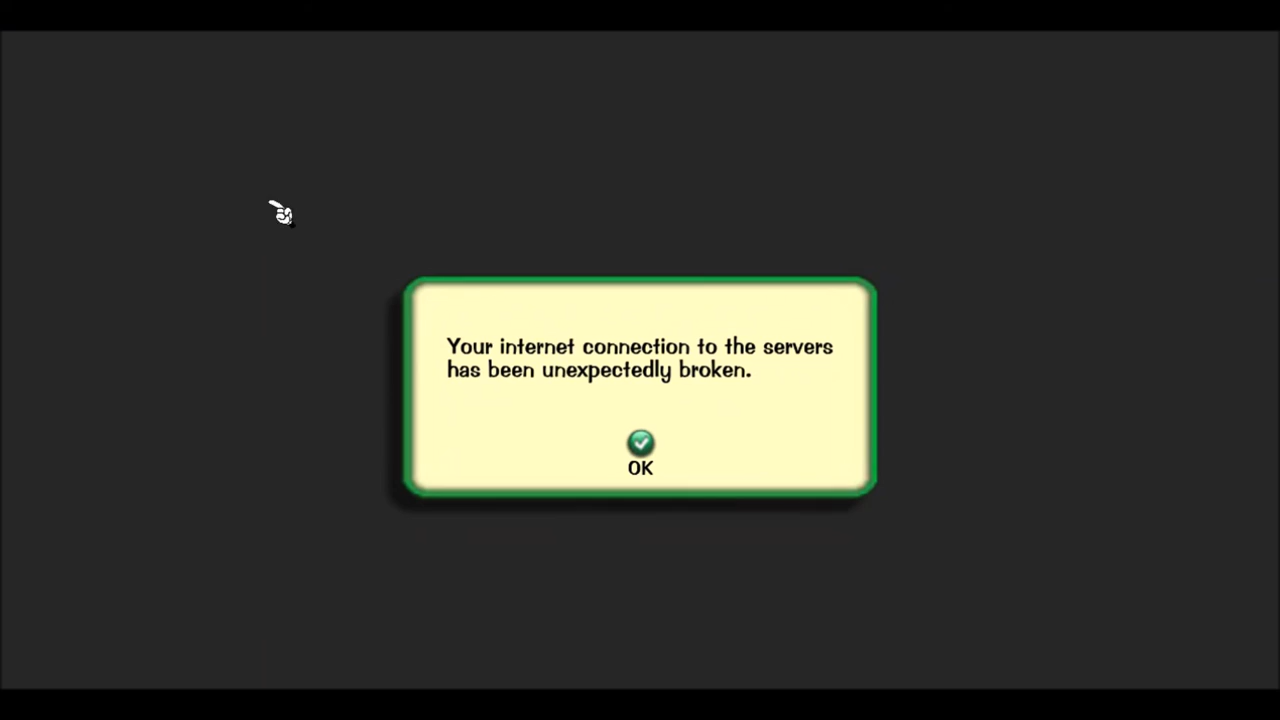 Your internet connection to the servers
has been unexpectedly broken.
OK